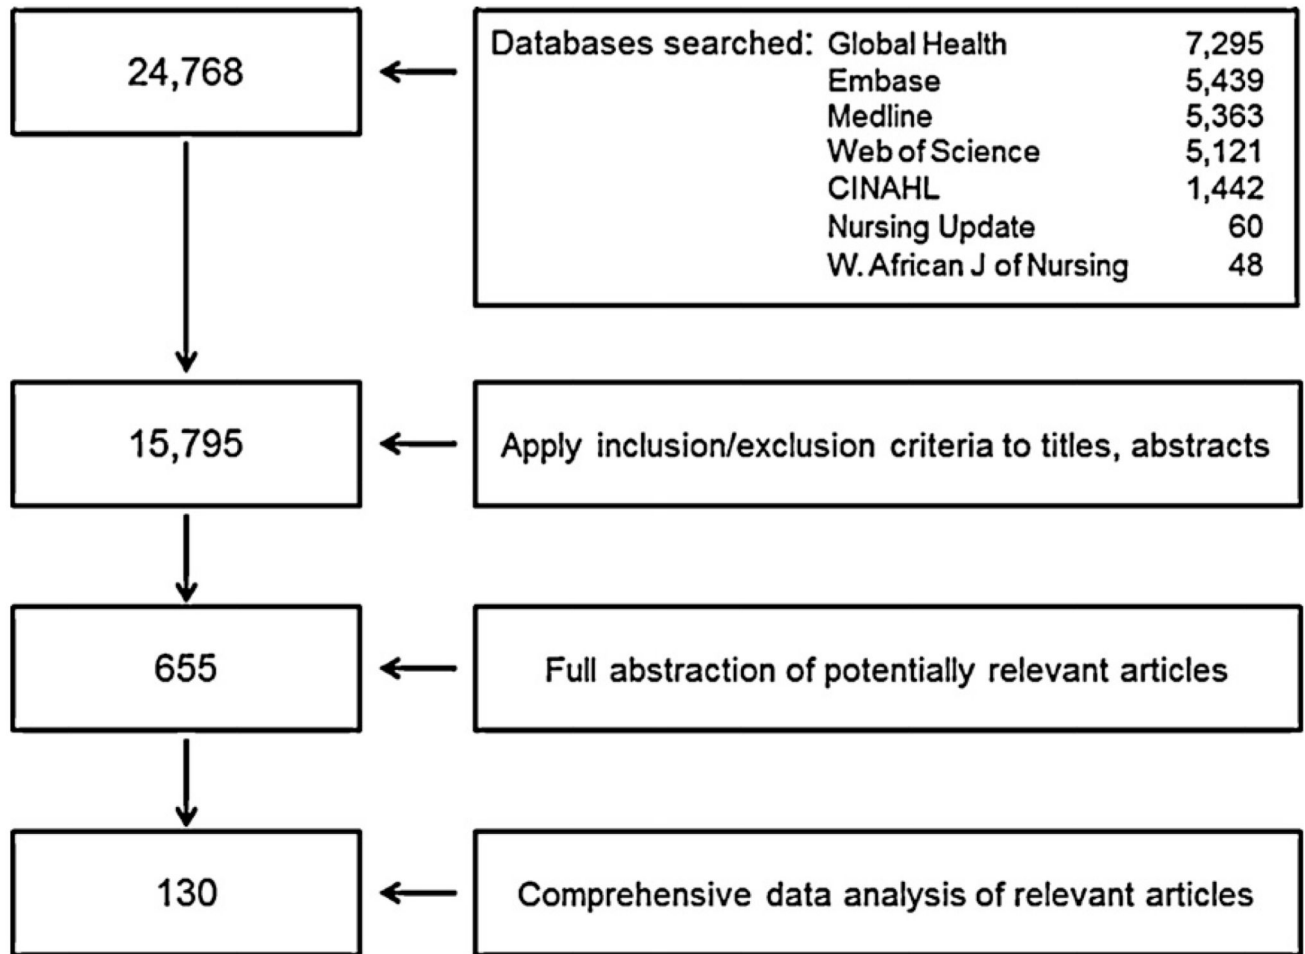 24,768
Databases searched: Global Health 7,295
Embase 5,439
Medline 5,363
Web of Science 5,121
CINAHL 1,442
Nursing Update 60
W. African J of Nursing 48
15,795
Apply inclusion/exclusion criteria to titles, abstracts
655
Full abstraction of potentially relevant articles
130
Comprehensive data analysis of relevant articles